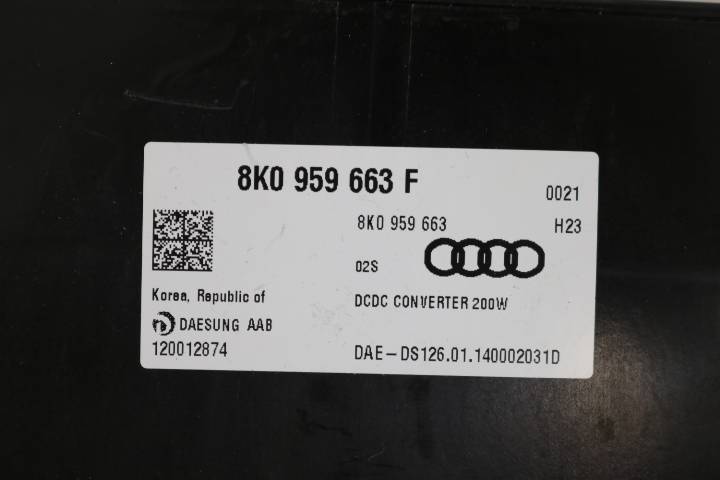 8K0 959 663 F
0021
8K0 959 663
H23
02S
Korea, Republic of
DCDC CONVERTER 200W
DAESUNG AAB
120012874
DAE-DS126.01.140002031D